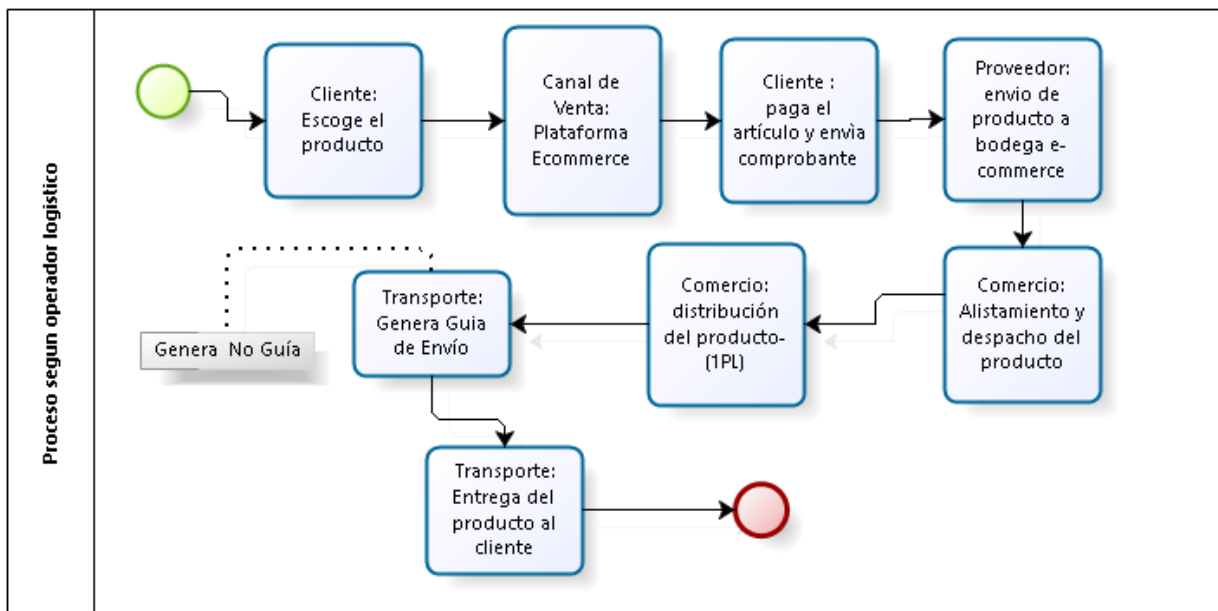 Proceso segun operador logistico
Cliente:
Escoge el
producto
Canal de
Venta:
Plataforma
Ecommerce
Cliente :
paga el
artículo y envìa
comprobante
Proveedor:
envio de
producto a
bodega e-
commerce
Comercio:
Alistamiento y
despacho del
producto
Comercio:
distribución
del producto-
(1PL)
Transporte:
Genera Guia
de Envío
Genera No Guía
Transporte:
Entrega del
producto al
cliente